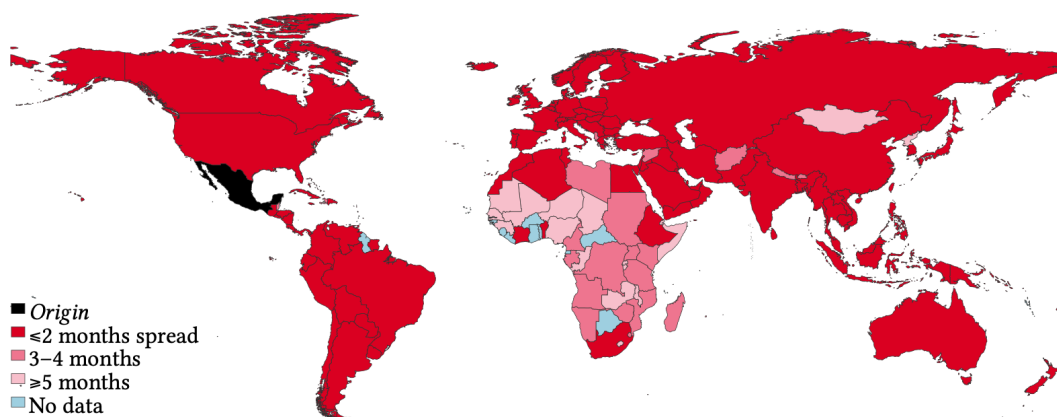 Origin
≤2 months spread
3–4 months
≥5 months
No data